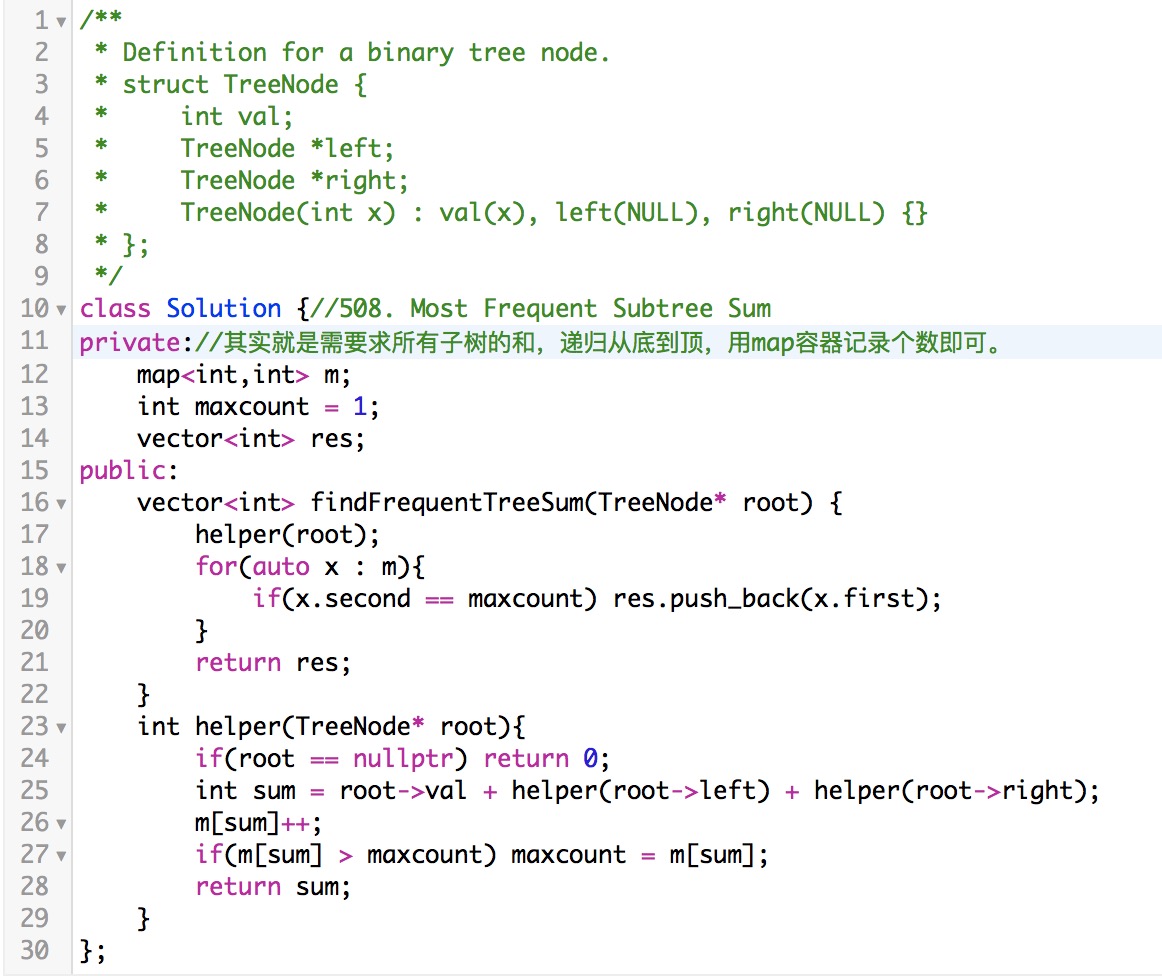 1 /**
2  * Definition for a binary tree node.
3  * struct TreeNode {
4  *     int val;
5  *     TreeNode *left;
6  *     TreeNode *right;
7  *     TreeNode(int x) : val(x), left(NULL), right(NULL) {}
8  * };
9  */
10 class Solution {//508. Most Frequent Subtree Sum
11 private://其实就是需要求所有子树的和，递归从底到顶，用map容器记录个数即可。
12     map<int,int> m;
13     int maxcount = 1;
14     vector<int> res;
15 public:
16     vector<int> findFrequentTreeSum(TreeNode* root) {
17         helper(root);
18         for(auto x : m){
19             if(x.second == maxcount) res.push_back(x.first);
20         }
21         return res;
22     }
23     int helper(TreeNode* root){
24         if(root == nullptr) return 0;
25         int sum = root->val + helper(root->left) + helper(root->right);
26         m[sum]++;
27         if(m[sum] > maxcount) maxcount = m[sum];
28         return sum;
29     }
30 };